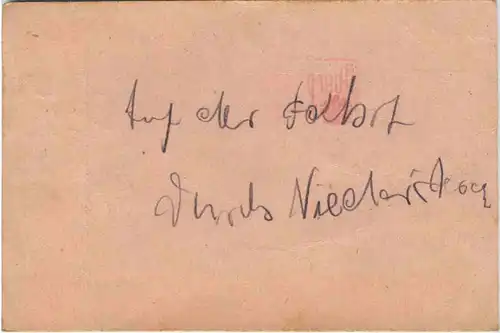 Auf der Fahrt
durch Niederösterr